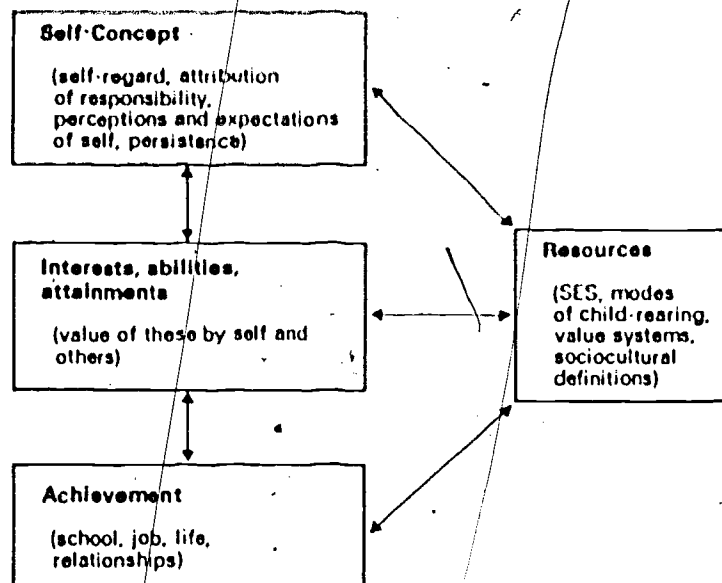 Self-Concept
(self-regard, attribution
of responsibility,
perceptions and expectations
of self, persistance)
Interests, abilities,
attainments
(value of these by self and
others)
Achievement
(school, job, life,
relationships)
Resources
(SES, modes
of child-rearing,
value systems,
sociocultural
definitions)